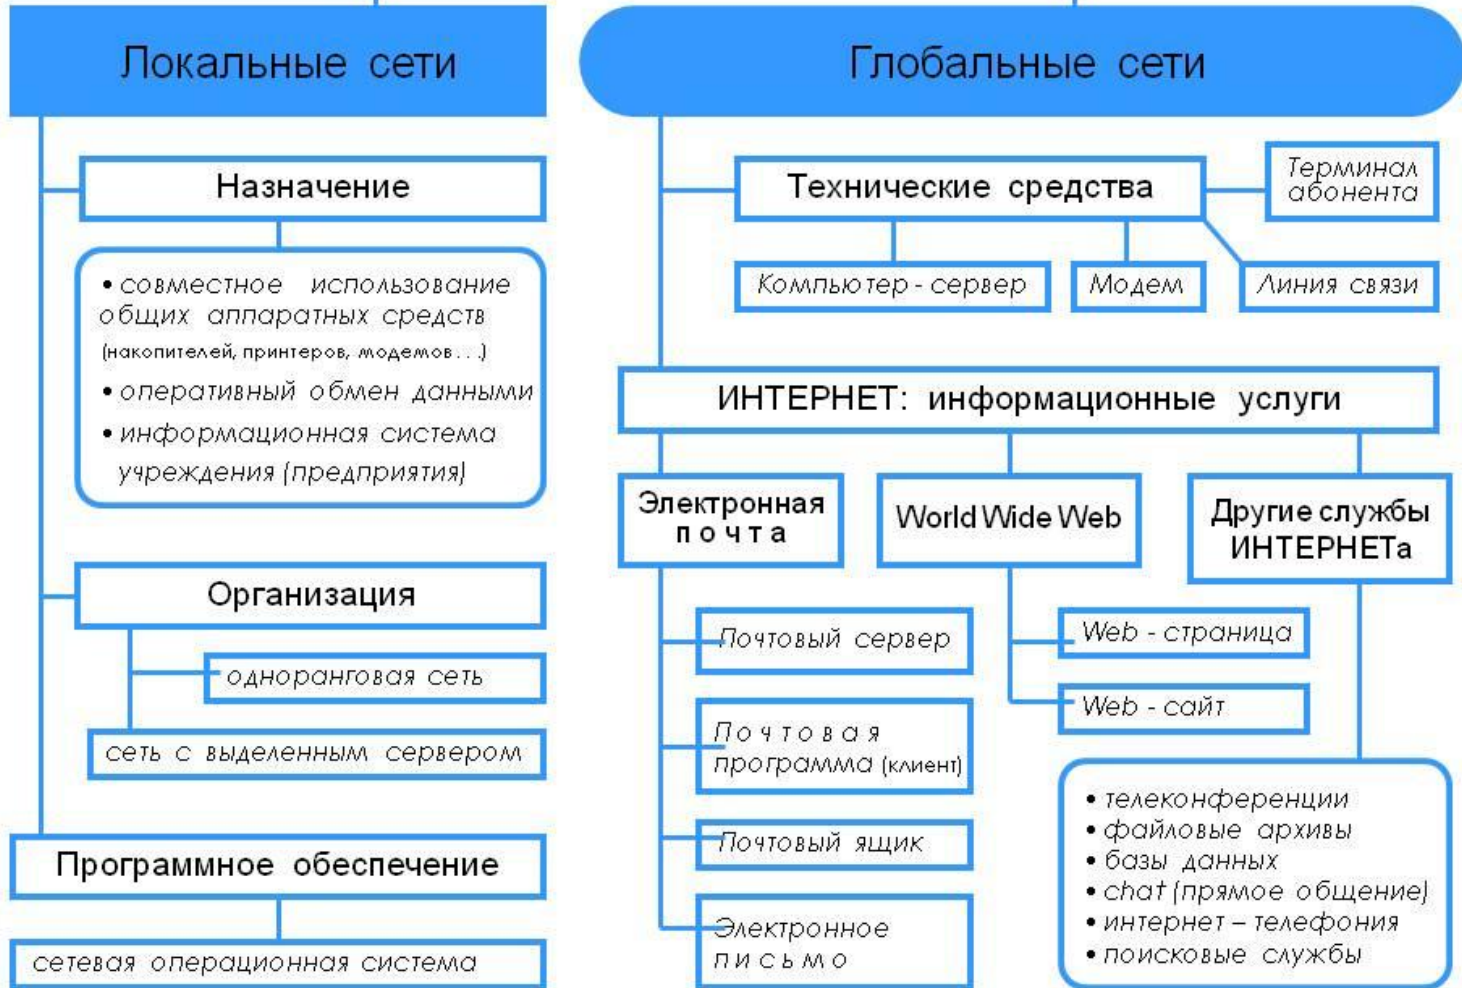 Локальные сети
Назначение
• совместное использование
общих аппаратных средств
(накопителей, принтеров, модемов...)
• оперативный обмен данными
• информационная система
учреждения (предприятия)
Организация
одноранговая сеть
сеть с выделенным сервером
Программное обеспечение
сетевая операционная система
Глобальные сети
Технические средства
Терминал
абонента
Компьютер - сервер
Модем
Линия связи
ИНТЕРНЕТ: информационные услуги
Электронная
почта
Почтовый сервер
Почтовая
программа (клиент)
Почтовый ящик
Электронное
письмо
World Wide Web
Web - страница
Web - сайт
Другие службы
ИНТЕРНЕТа
• телеконференции
• файловые архивы
• базы данных
• chat (прямое общение)
• интернет – телефония
• поисковые службы